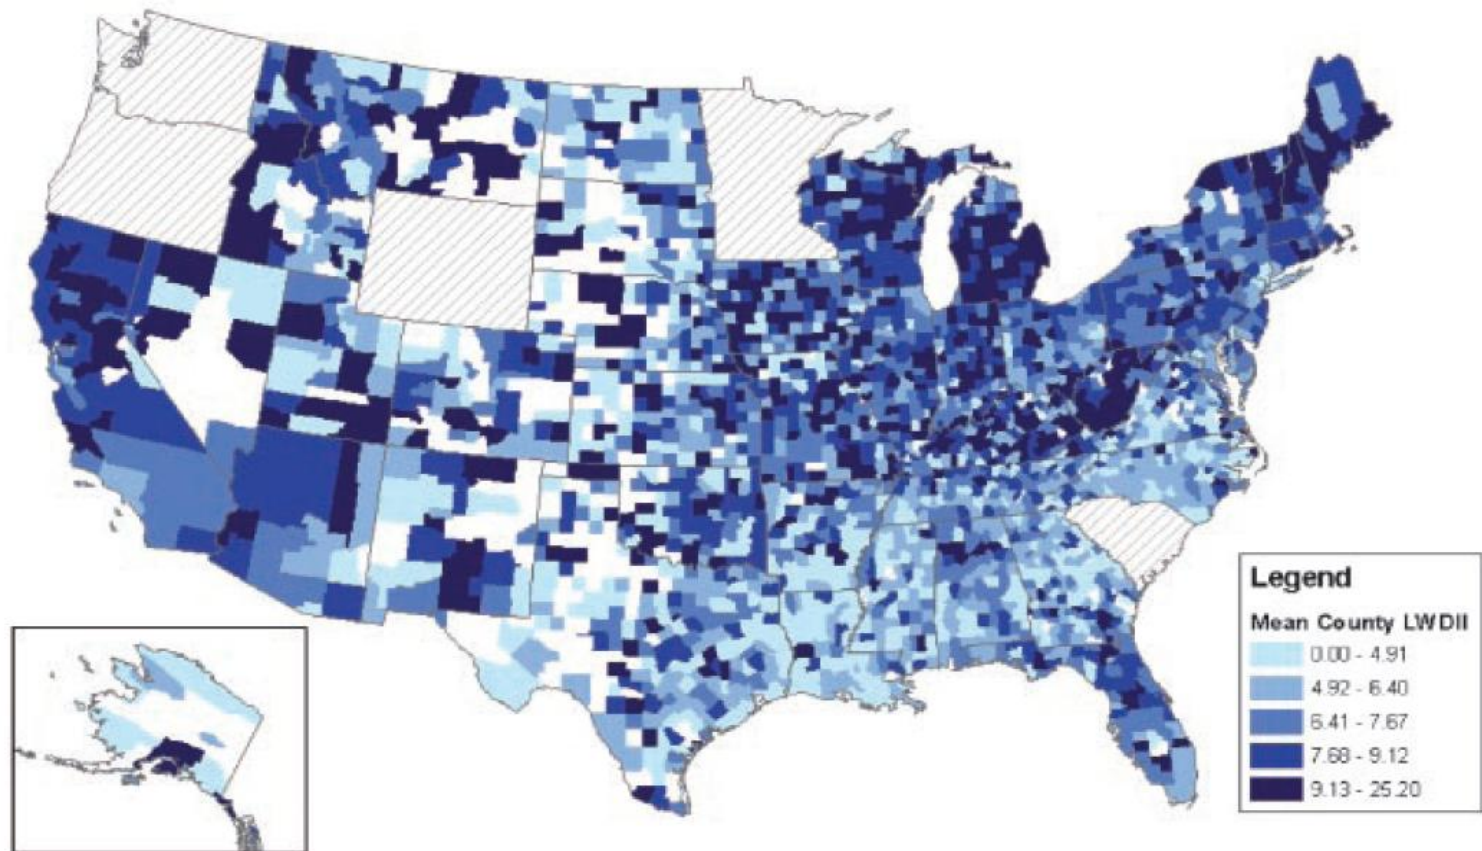 Legend
Mean County LWDII
0.00 - 4.91
4.92 - 6.40
6.41 - 7.67
7.68 - 9.12
9.13 - 25.20